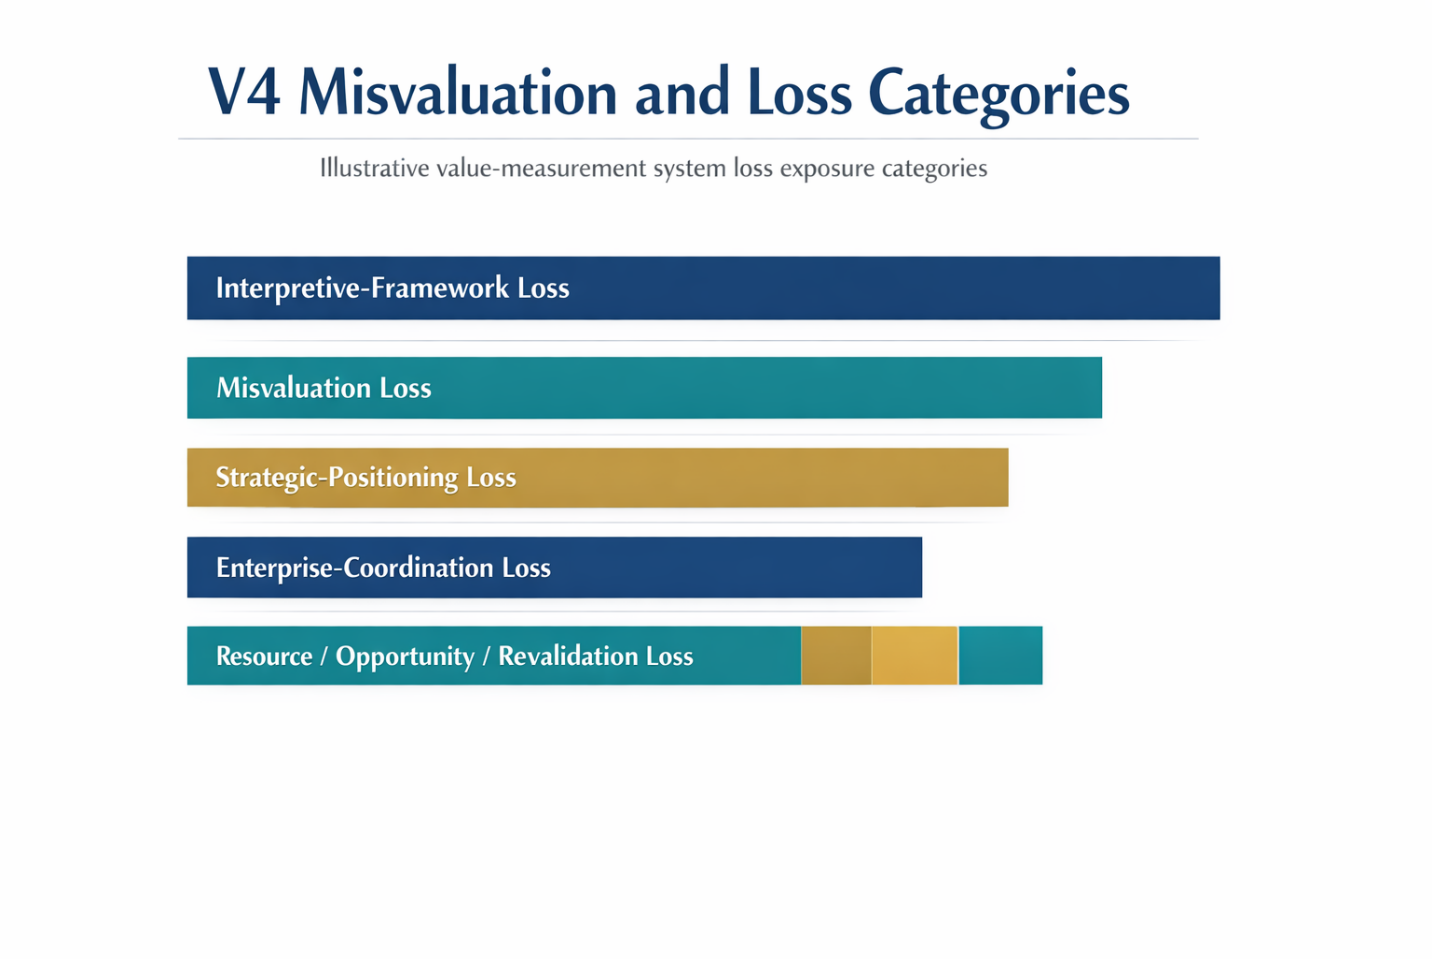 V4 Misvaluation and Loss Categories
Illustrative value-measurement system loss exposure categories
Interpretive-Framework Loss
Misvaluation Loss
Strategic-Positioning Loss
Enterprise-Coordination Loss
Resource / Opportunity / Revalidation Loss